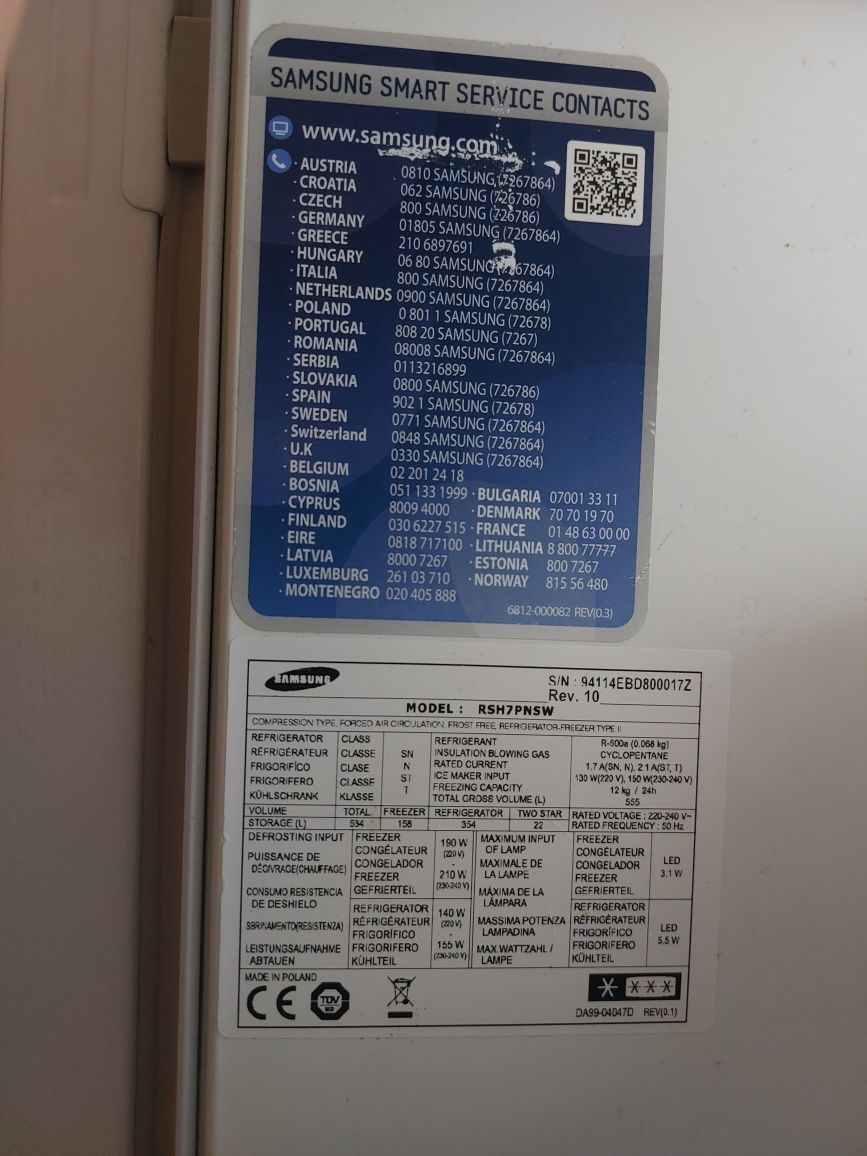 SAMSUNG SMART SERVICE CONTACTS
www.samsung.com
· AUSTRIA 0810 SAMSUNG (7267864)
· CROATIA 062 SAMSUNG (726786)
· CZECH 800 SAMSUNG (726786)
· GERMANY 01805 SAMSUNG (7267864)
· GREECE 210 6897691
· HUNGARY 06 80 SAMSUNG (7267864)
· ITALIA 800 SAMSUNG (7267864)
· NETHERLANDS 0900 SAMSUNG (7267864)
· POLAND 0 801 1 SAMSUNG (72678)
· PORTUGAL 808 20 SAMSUNG (7267)
· ROMANIA 08008 SAMSUNG (7267864)
· SERBIA 0113216899
· SLOVAKIA 0800 SAMSUNG (726786)
· SPAIN 902 1 SAMSUNG (72678)
· SWEDEN 0771 SAMSUNG (7267864)
· Switzerland 0848 SAMSUNG (7267864)
· U.K 0330 SAMSUNG (7267864)
· BELGIUM 02 201 24 18
· BOSNIA 051 133 1999 · BULGARIA 07001 33 11
· CYPRUS 8009 4000 · DENMARK 70 70 19 70
· FINLAND 030 6227 515 · FRANCE 01 48 63 00 00
· EIRE 0818 717100 · LITHUANIA 8 800 77777
· LATVIA 8000 7267 · ESTONIA 800 7267
· LUXEMBURG 261 03 710 · NORWAY 815 56 480
· MONTENEGRO 020 405 888
6812-000082 REV(0.3)
SAMSUNG S/N : 94114EBD800017Z
Rev. 10
MODEL : RSH7PNSW
COMPRESSION TYPE, FORCED AIR CIRCULATION, FROST FREE, REFRIGERATOR-FREEZER TYPE II
REFRIGERATOR CLASS REFRIGERANT R-600a (0.068 kg)
RÉFRIGÉRATEUR CLASSE SN INSULATION BLOWING GAS CYCLOPENTANE
FRIGORIFICO CLASE N RATED CURRENT 1.7 A(SN, N), 2.1 A(ST, T)
FRIGORIFERO CLASSE ST ICE MAKER INPUT 130 W(220 V), 150 W(230-240 V)
KÜHLSCHRANK KLASSE T FREEZING CAPACITY 12 kg / 24h
TOTAL GROSS VOLUME (L) 555
VOLUME TOTAL FREEZER REFRIGERATOR TWO STAR RATED VOLTAGE : 220-240 V~
STORAGE (L) 534 158 354 22 RATED FREQUENCY : 50 Hz
DEFROSTING INPUT FREEZER 190 W MAXIMUM INPUT FREEZER
CONGÉLATEUR (220 V) OF LAMP CONGÉLATEUR
PUISSANCE DE CONGELADOR - MAXIMALE DE CONGELADOR LED
DÉGIVRAGE(CHAUFFAGE) FREEZER 210 W LA LAMPE FREEZER 3.1 W
CONSUMO RESISTENCIA GEFRIERTEIL (230-240 V) MÁXIMA DE LA GEFRIERTEIL
DE DESHIELO REFRIGERATOR 140 W LÁMPARA REFRIGERATOR
SBRINAMENTO(RESISTENZA) RÉFRIGÉRATEUR (220 V) MASSIMA POTENZA RÉFRIGÉRATEUR LED
FRIGORÍFICO - LAMPADINA FRIGORÍFICO 5.5 W
LEISTUNGSAUFNAHME FRIGORIFERO 155 W MAX.WATTZAHL / FRIGORIFERO
ABTAUEN KÜHLTEIL (230-240 V) LAMPE KÜHLTEIL
MADE IN POLAND
CE TÜV
DA99-04047D REV(0.1)